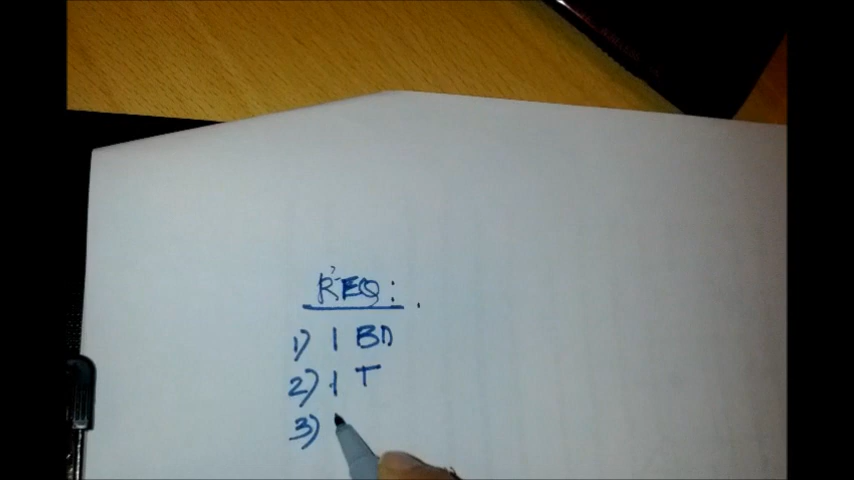 REQ:
1) 1 BD
2) 1 T
3)